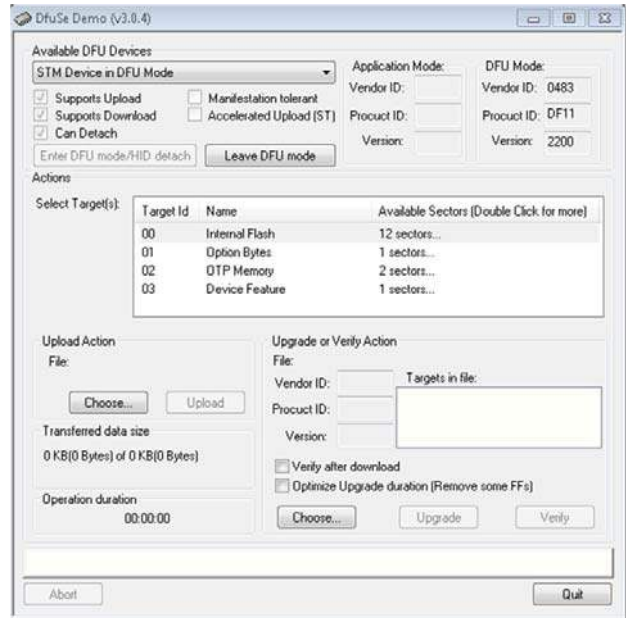 DfuSe Demo (v3.0.4)
Available DFU Devices
STM Device in DFU Mode
Supports Upload
Manifestation tolerant
Supports Download
Accelerated Upload (ST)
Can Detach
Enter DFU mode/HID detach
Leave DFU mode
Application Mode:
Vendor ID:
Procuct ID:
Version:
DFU Mode:
Vendor ID: 0483
Procuct ID: DF11
Version: 2200
Actions
Select Target(s):
Target Id Name Available Sectors (Double Click for more)
00 Internal Flash 12 sectors...
01 Option Bytes 1 sectors...
02 OTP Memory 2 sectors...
03 Device Feature 1 sectors...
Upload Action
File:
Choose...
Upload
Transferred data size
0 KB(0 Bytes) of 0 KB(0 Bytes)
Operation duration
00:00:00
Upgrade or Verify Action
File:
Vendor ID:
Procuct ID:
Version:
Targets in file:
Verify after download
Optimize Upgrade duration (Remove some FFs)
Choose...
Upgrade
Verify
Abort
Quit